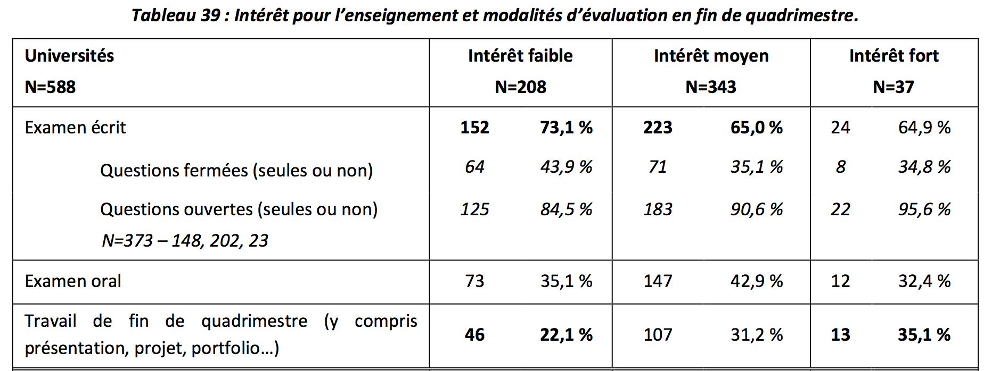 Tableau 39 : Intérêt pour l’enseignement et modalités d’évaluation en fin de quadrimestre.
Universités Intérêt faible Intérêt moyen Intérêt fort
N=588 N=208 N=343 N=37
Examen écrit 152 73,1 % 223 65,0 % 24 64,9 %
Questions fermées (seules ou non) 64 43,9 % 71 35,1 % 8 34,8 %
Questions ouvertes (seules ou non) 125 84,5 % 183 90,6 % 22 95,6 %
N=373 – 148, 202, 23
Examen oral 73 35,1 % 147 42,9 % 12 32,4 %
Travail de fin de quadrimestre (y compris
présentation, projet, portfolio…) 46 22,1 % 107 31,2 % 13 35,1 %